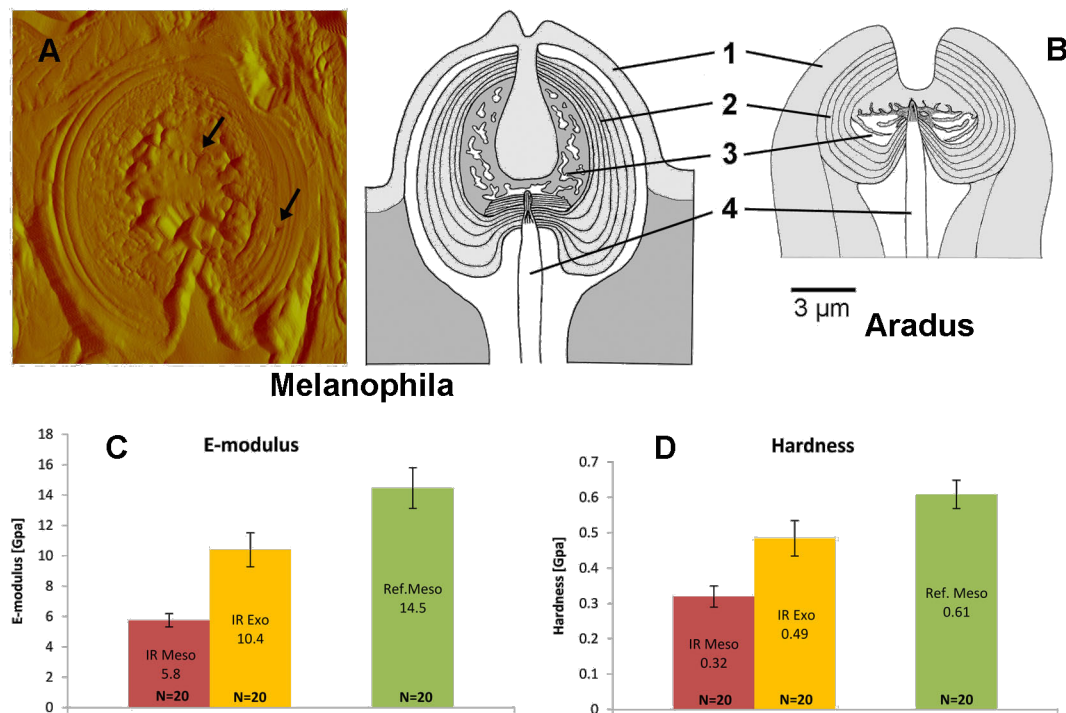 A
1
B
2
3
4
3 µm
Aradus
Melanophila
C
E-modulus
E-modulus [Gpa]
18
16
14
12
10
8
6
4
2
0
IR Meso
5.8
N=20
IR Exo
10.4
N=20
Ref.Meso
14.5
N=20
D
Hardness
Hardness [Gpa]
0.7
0.6
0.5
0.4
0.3
0.2
0.1
0
IR Meso
0.32
N=20
IR Exo
0.49
N=20
Ref. Meso
0.61
N=20